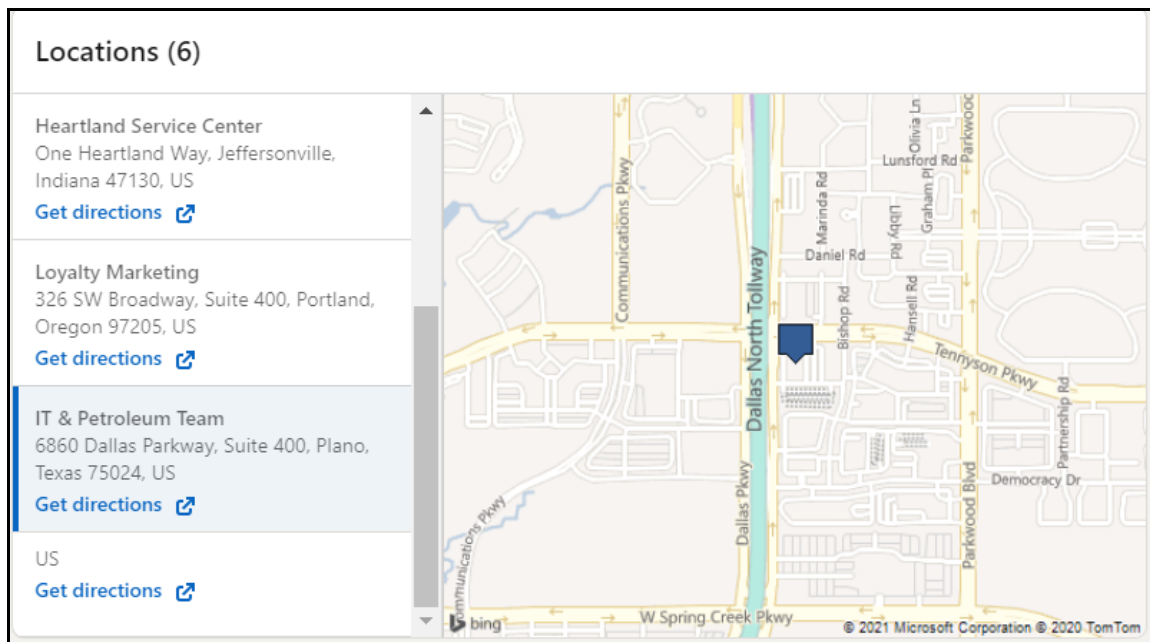 Locations (6)
Heartland Service Center
One Heartland Way, Jeffersonville,
Indiana 47130, US
Get directions
Loyalty Marketing
326 SW Broadway, Suite 400, Portland,
Oregon 97205, US
Get directions
IT & Petroleum Team
6860 Dallas Parkway, Suite 400, Plano,
Texas 75024, US
Get directions
US
Get directions
Communications Pkwy
Dallas North Tollway
Marinda Rd
Olivia Ln
Lunsford Rd
Parkwood
Graham Pl
Libby Rd
Daniel Rd
Bishop Rd
Hansell Rd
Tennyson Pkwy
Partnership Rd
Democracy Dr
Parkwood Blvd
Dallas Pkwy
ommunications Pkwy
W Spring Creek Pkwy
bing
© 2021 Microsoft Corporation © 2020 TomTom